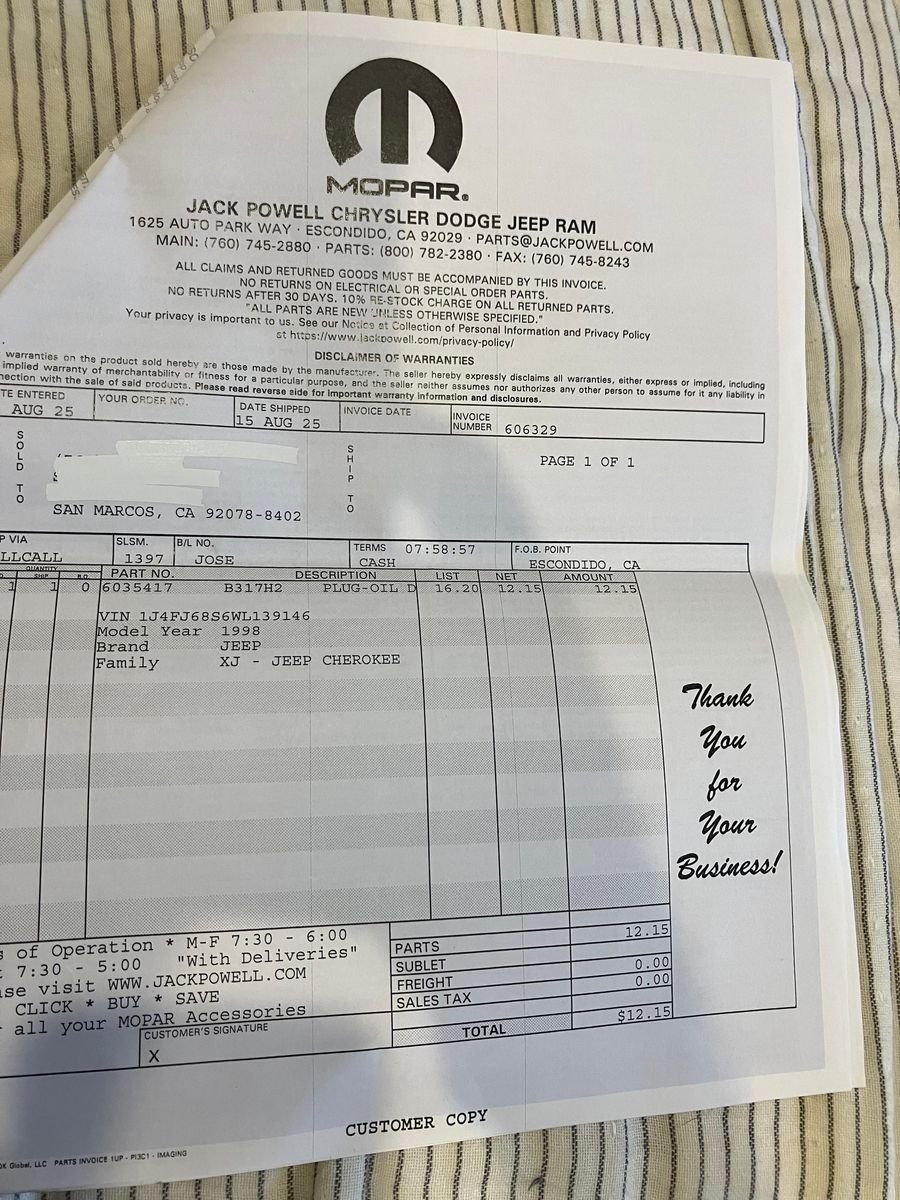 MOPAR®
JACK POWELL CHRYSLER DODGE JEEP RAM
1625 AUTO PARK WAY · ESCONDIDO, CA 92029 · PARTS@JACKPOWELL.COM
MAIN: (760) 745-2880 · PARTS: (800) 782-2380 · FAX: (760) 745-8243
ALL CLAIMS AND RETURNED GOODS MUST BE ACCOMPANIED BY THIS INVOICE.
NO RETURNS ON ELECTRICAL OR SPECIAL ORDER PARTS.
NO RETURNS AFTER 30 DAYS. 10% RE-STOCK CHARGE ON ALL RETURNED PARTS.
"ALL PARTS ARE NEW UNLESS OTHERWISE SPECIFIED."
Your privacy is important to us. See our Notice at Collection of Personal Information and Privacy Policy
at https://www.jackpowell.com/privacy-policy/
DISCLAIMER OF WARRANTIES
warranties on the product sold hereby are those made by the manufacturer. The seller hereby expressly disclaims all warranties, either express or implied, including
implied warranty of merchantability or fitness for a particular purpose, and the seller neither assumes nor authorizes any other person to assume for it any liability in
nection with the sale of said products. Please read reverse side for important warranty information and disclosures.
TE ENTERED YOUR ORDER NO. DATE SHIPPED INVOICE DATE INVOICE NUMBER 606329
AUG 25 15 AUG 25
SOLD TO SHIP TO PAGE 1 OF 1
SAN MARCOS, CA 92078-8402
P VIA SLSM. B/L NO. TERMS 07:58:57 F.O.B. POINT
LLCALL 1397 JOSE CASH ESCONDIDO, CA
QUANTITY SHIP B.O. PART NO. DESCRIPTION LIST NET AMOUNT
1 1 0 6035417 B317H2 PLUG-OIL D 16.20 12.15 12.15
VIN 1J4FJ68S6WL139146
Model Year 1998
Brand JEEP
Family XJ - JEEP CHEROKEE
Thank
You
for
Your
Business!
s of Operation * M-F 7:30 - 6:00
t 7:30 - 5:00 "With Deliveries"
ase visit WWW.JACKPOWELL.COM
CLICK * BUY * SAVE
r all your MOPAR Accessories
PARTS 12.15
SUBLET
FREIGHT 0.00
SALES TAX 0.00
TOTAL $12.15
CUSTOMER'S SIGNATURE
X
CUSTOMER COPY
Global, LLC PARTS INVOICE 1UP - PI3C1 - IMAGING